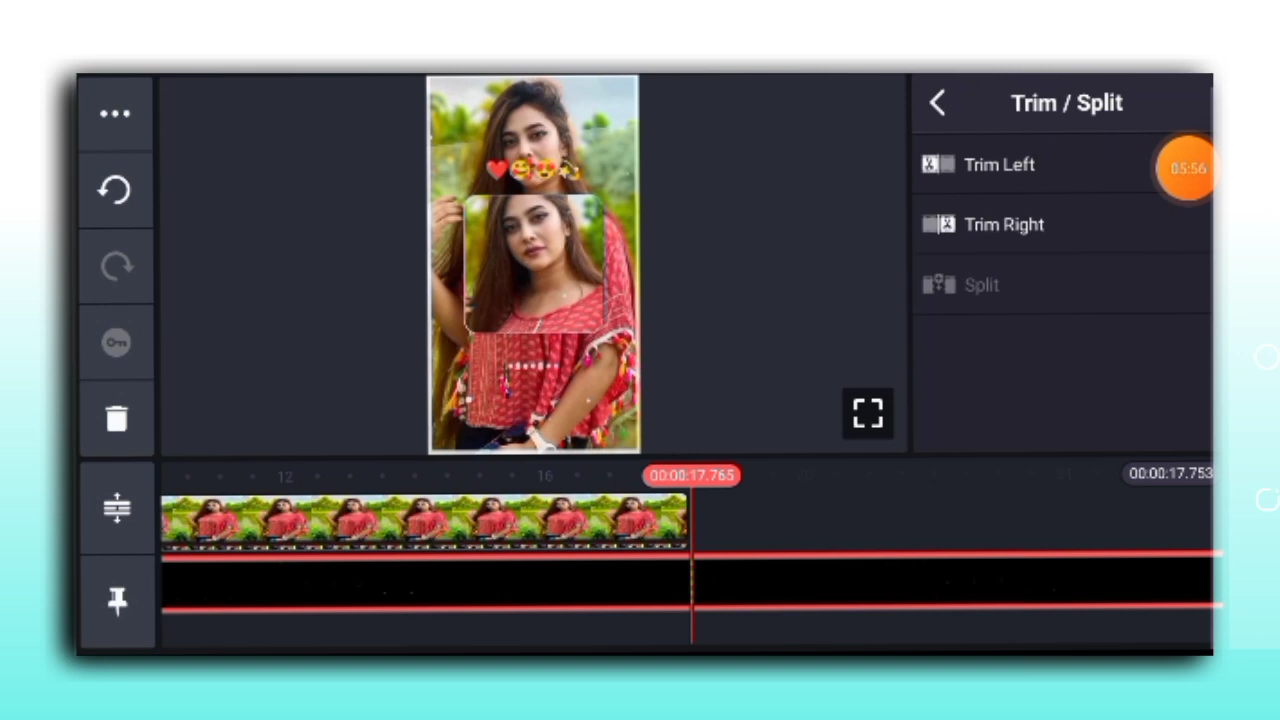 Trim / Split
Trim Left
05:56
Trim Right
Split
12
16
00:00:17.765
00:00:17.753